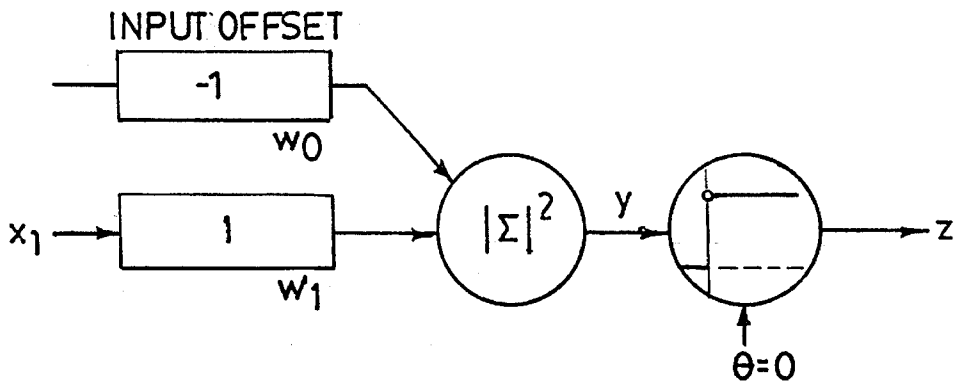 INPUT OFFSET
-1
w0
x1
1
w1
|Σ|²
y
z
θ=0